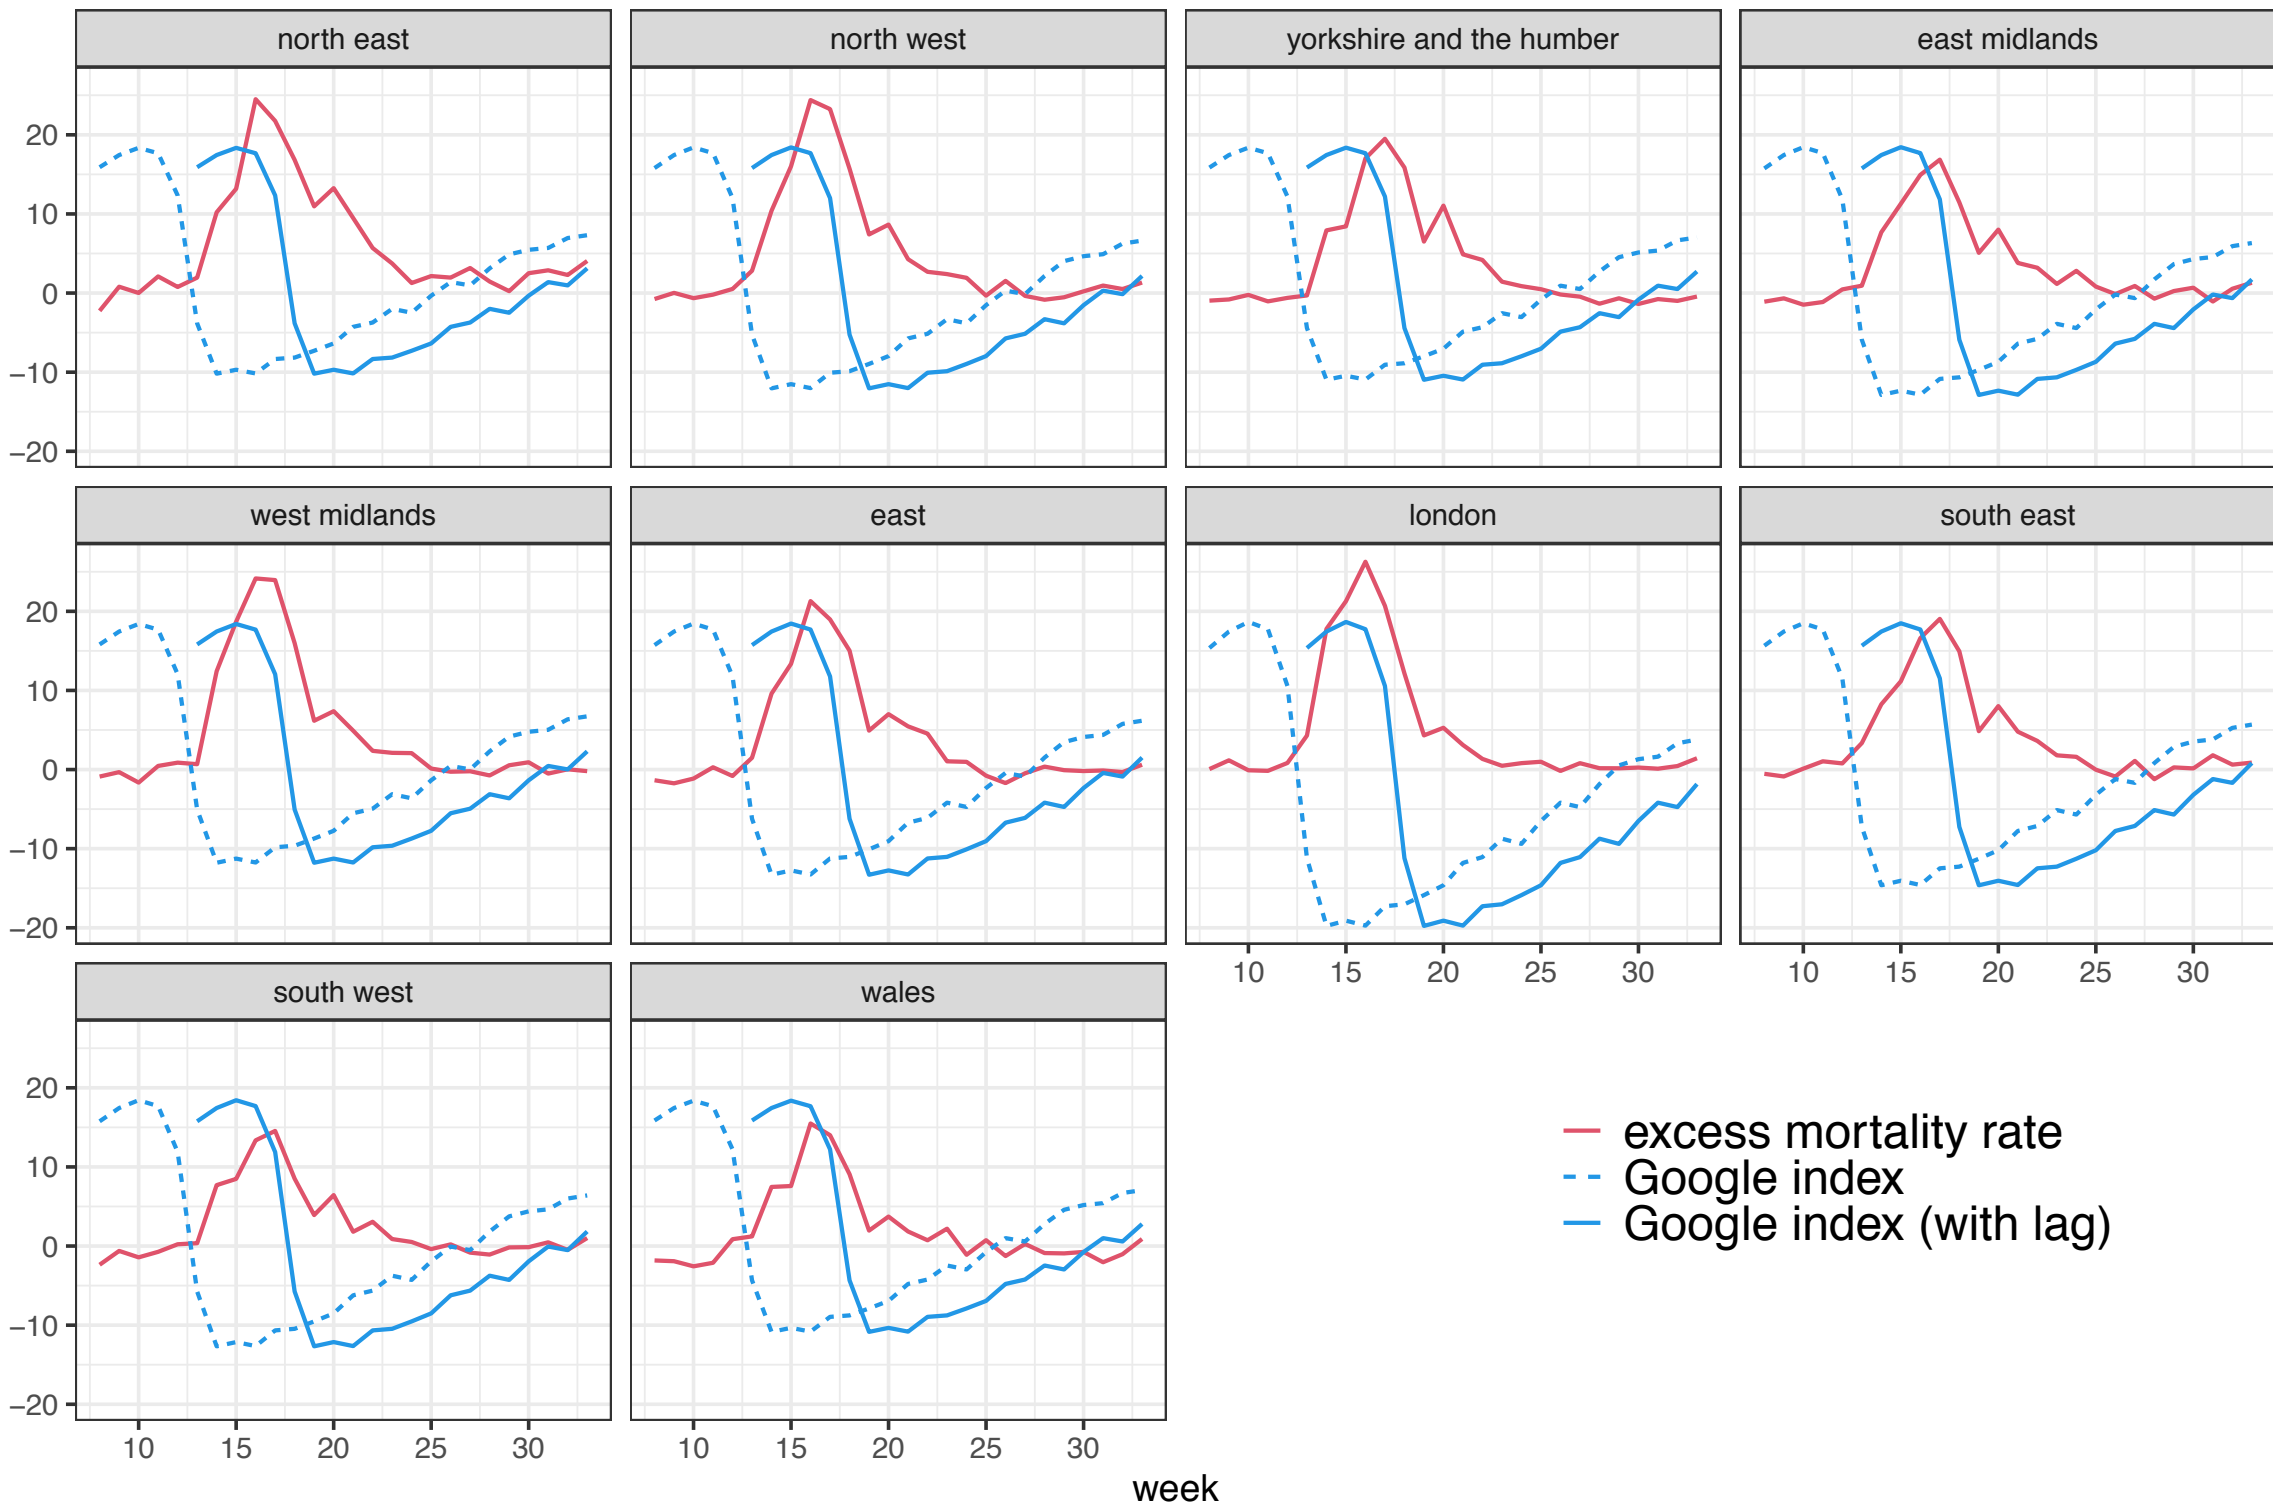 north east north west yorkshire and the humber east midlands
20
10
0
−10
−20
west midlands east london south east
20
10
0
−10
−20
10 15 20 25 30 10 15 20 25 30
south west wales
20
10
0
−10
−20
10 15 20 25 30 10 15 20 25 30
week
excess mortality rate
Google index
Google index (with lag)